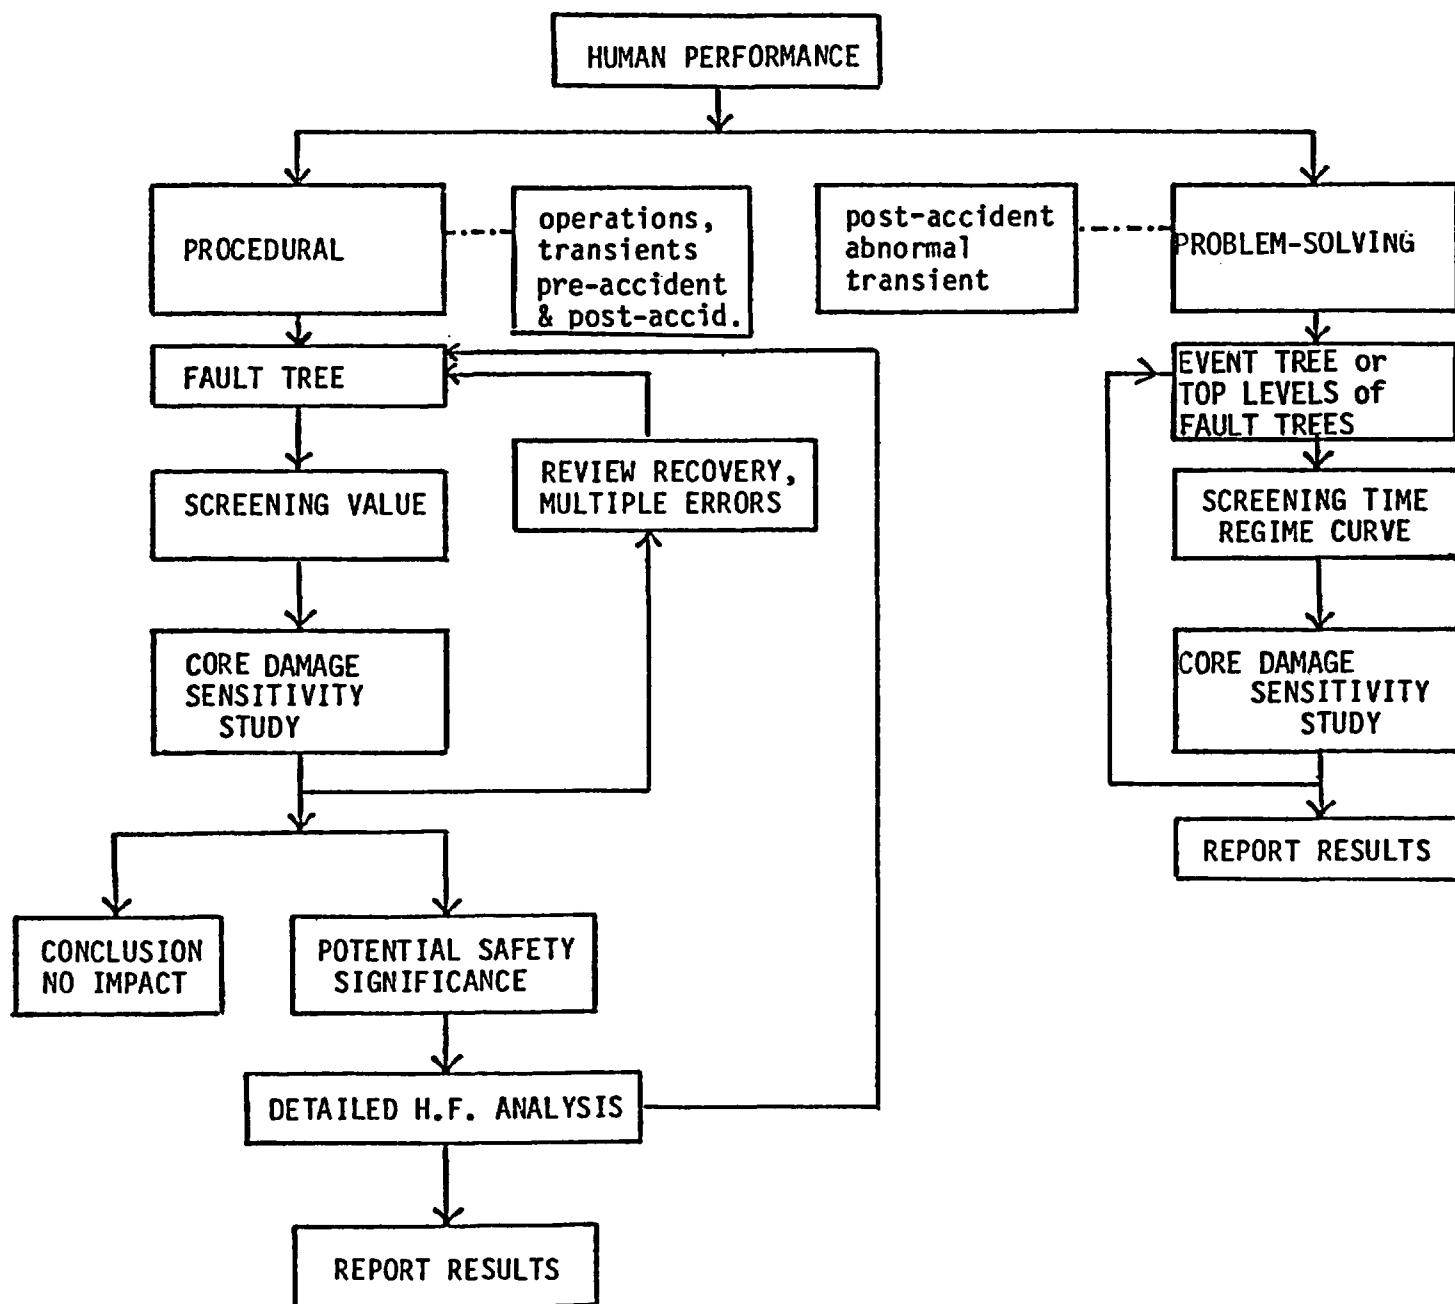 HUMAN PERFORMANCE
PROCEDURAL
operations,
transients
pre-accident
& post-accid.
post-accident
abnormal
transient
PROBLEM-SOLVING
FAULT TREE
EVENT TREE or
TOP LEVELS of
FAULT TREES
SCREENING VALUE
REVIEW RECOVERY,
MULTIPLE ERRORS
SCREENING TIME
REGIME CURVE
CORE DAMAGE
SENSITIVITY
STUDY
CORE DAMAGE
SENSITIVITY
STUDY
REPORT RESULTS
CONCLUSION
NO IMPACT
POTENTIAL SAFETY
SIGNIFICANCE
DETAILED H.F. ANALYSIS
REPORT RESULTS